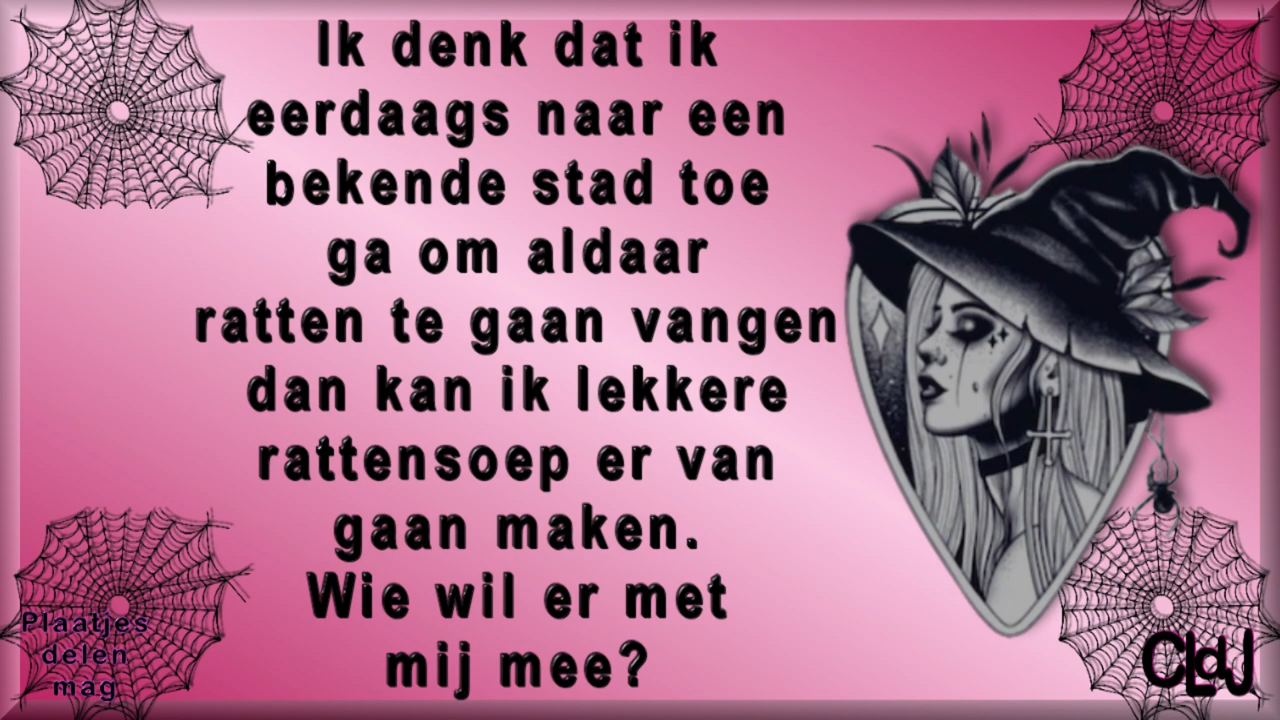 Ik denk dat ik
eerdaags naar een
bekende stad toe
ga om aldaar
ratten te gaan vangen
dan kan ik lekkere
rattensoep er van
gaan maken.
Wie wil er met
mij mee?
Plaatjes
delen
mag
CLdJ